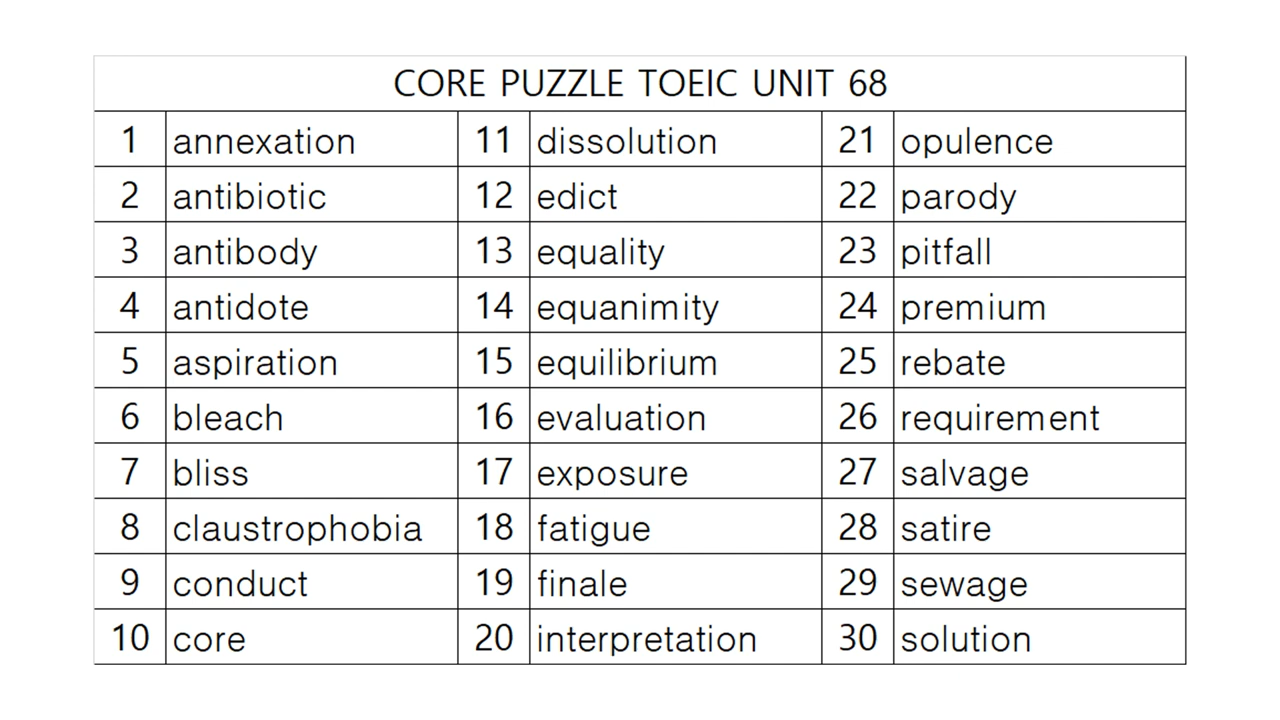 CORE PUZZLE TOEIC UNIT 68
1 annexation 11 dissolution 21 opulence
2 antibiotic 12 edict 22 parody
3 antibody 13 equality 23 pitfall
4 antidote 14 equanimity 24 premium
5 aspiration 15 equilibrium 25 rebate
6 bleach 16 evaluation 26 requirement
7 bliss 17 exposure 27 salvage
8 claustrophobia 18 fatigue 28 satire
9 conduct 19 finale 29 sewage
10 core 20 interpretation 30 solution